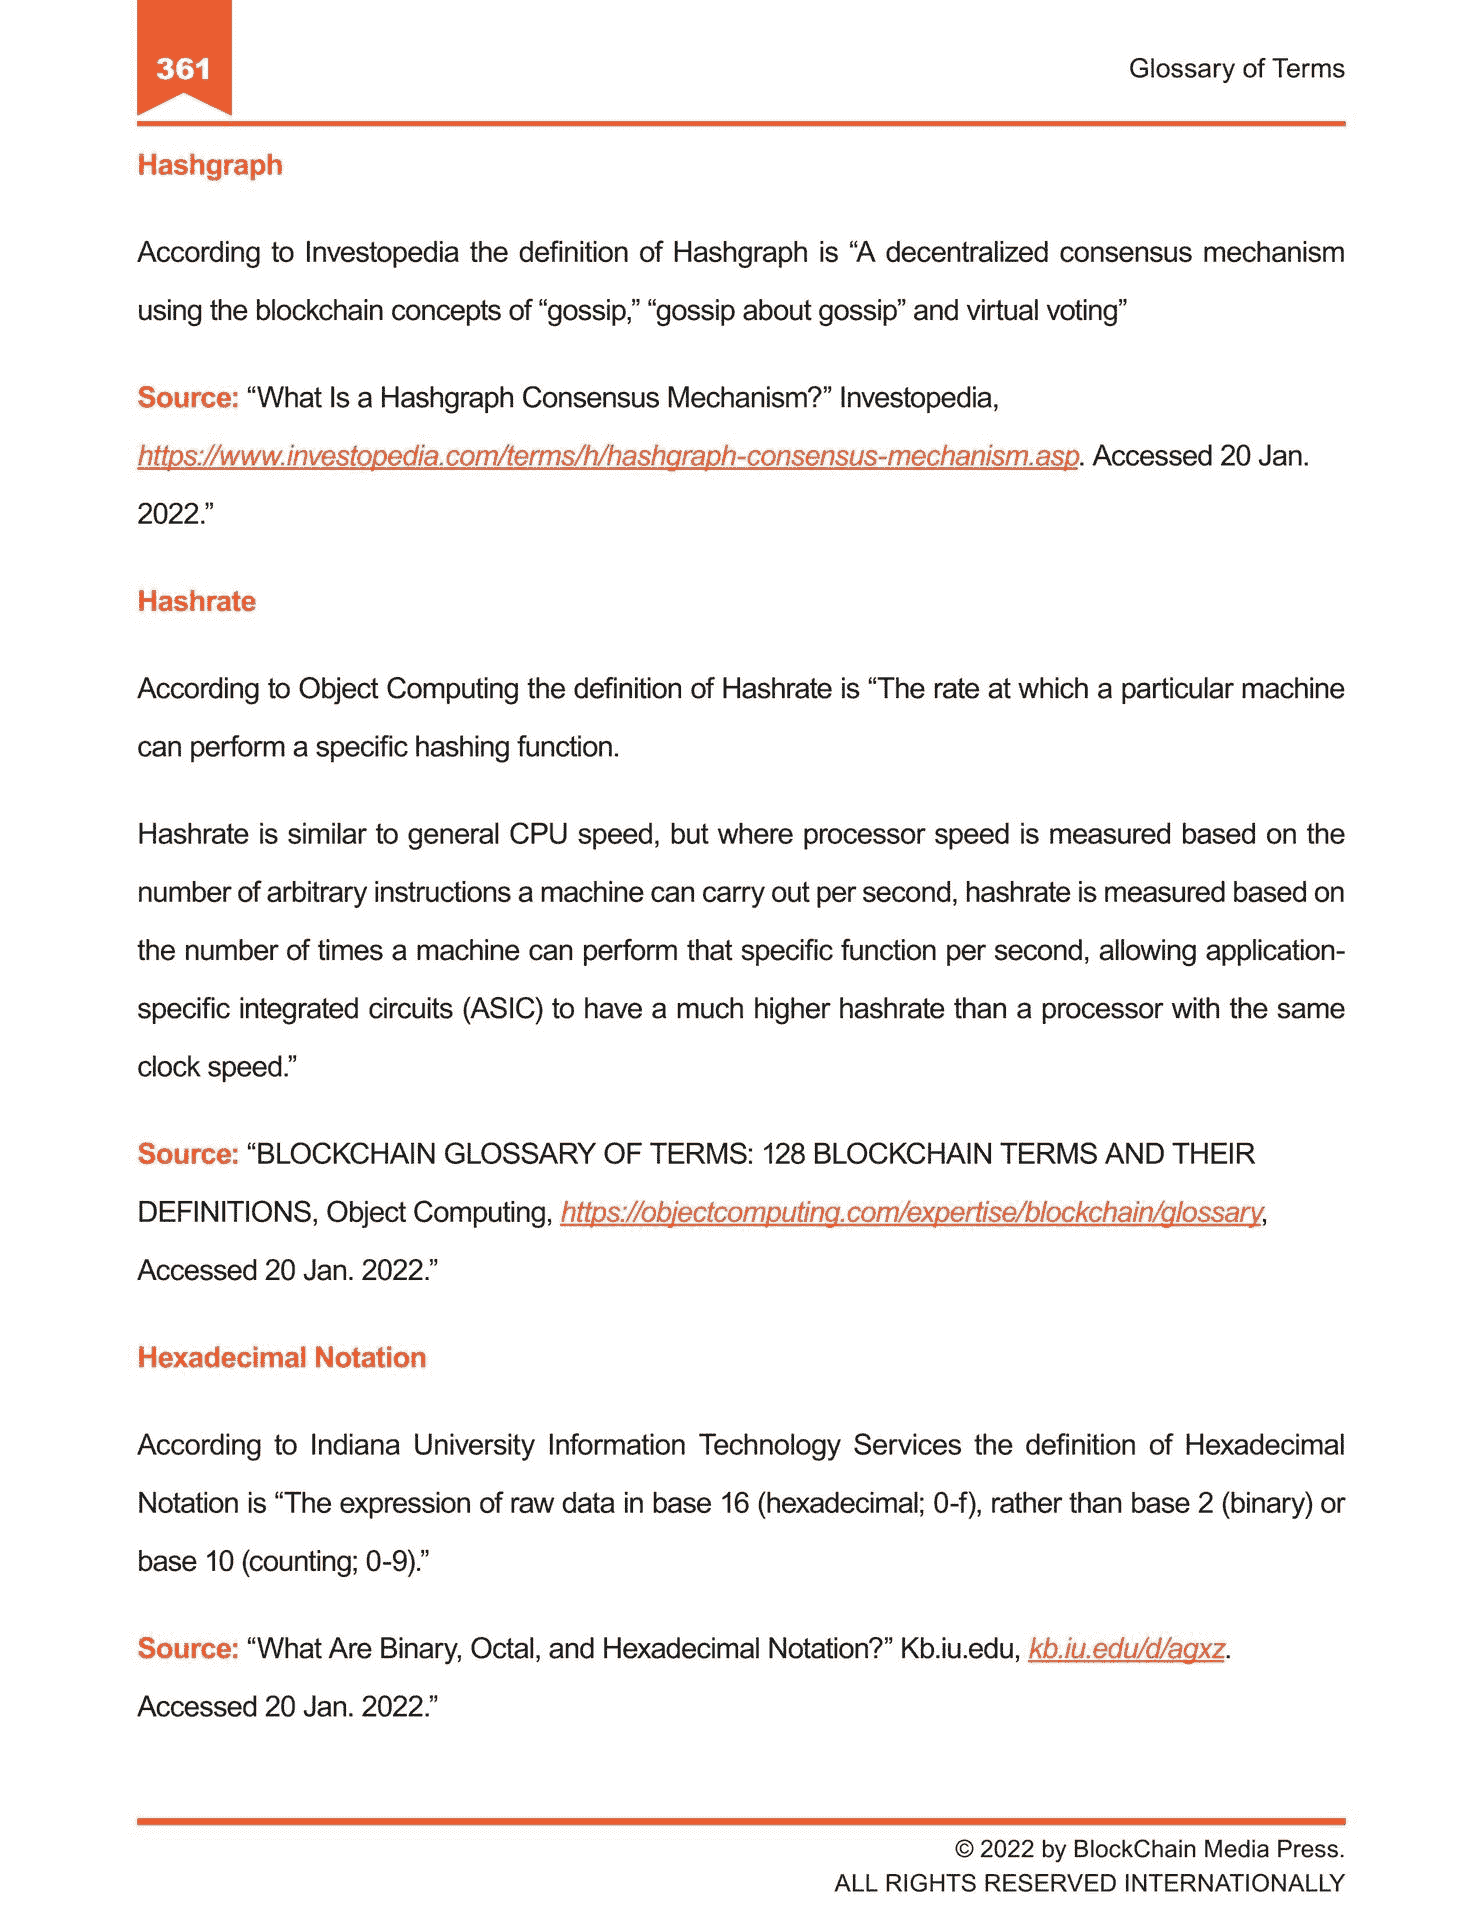 361
Glossary of Terms
Hashgraph
According to Investopedia the definition of Hashgraph is “A decentralized consensus mechanism
using the blockchain concepts of “gossip,” “gossip about gossip” and virtual voting”
Source: “What Is a Hashgraph Consensus Mechanism?” Investopedia,
https://www.investopedia.com/terms/h/hashgraph-consensus-mechanism.asp. Accessed 20 Jan.
2022.”
Hashrate
According to Object Computing the definition of Hashrate is “The rate at which a particular machine
can perform a specific hashing function.
Hashrate is similar to general CPU speed, but where processor speed is measured based on the
number of arbitrary instructions a machine can carry out per second, hashrate is measured based on
the number of times a machine can perform that specific function per second, allowing application-
specific integrated circuits (ASIC) to have a much higher hashrate than a processor with the same
clock speed.”
Source: “BLOCKCHAIN GLOSSARY OF TERMS: 128 BLOCKCHAIN TERMS AND THEIR
DEFINITIONS, Object Computing, https://objectcomputing.com/expertise/blockchain/glossary,
Accessed 20 Jan. 2022.”
Hexadecimal Notation
According to Indiana University Information Technology Services the definition of Hexadecimal
Notation is “The expression of raw data in base 16 (hexadecimal; 0-f), rather than base 2 (binary) or
base 10 (counting; 0-9).”
Source: “What Are Binary, Octal, and Hexadecimal Notation?” Kb.iu.edu, kb.iu.edu/d/agxz.
Accessed 20 Jan. 2022.”
© 2022 by BlockChain Media Press.
ALL RIGHTS RESERVED INTERNATIONALLY